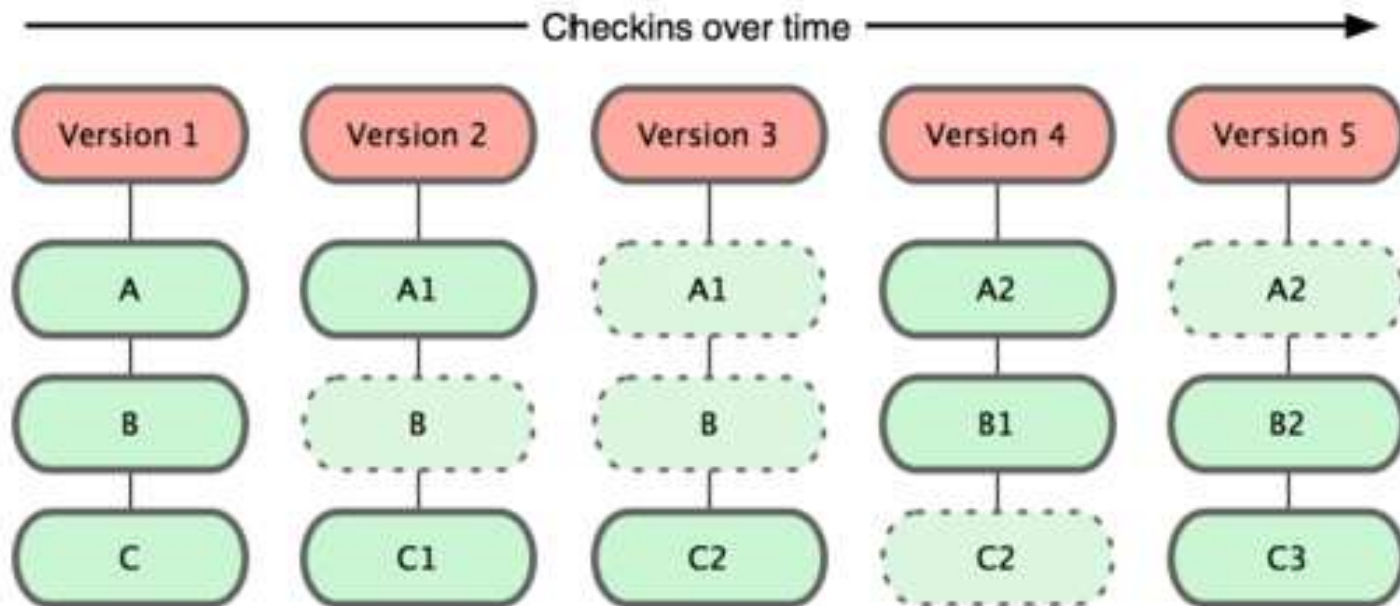 Checkins over time
Version 1 Version 2 Version 3 Version 4 Version 5
A A1 A1 A2 A2
B B B B1 B2
C C1 C2 C2 C3